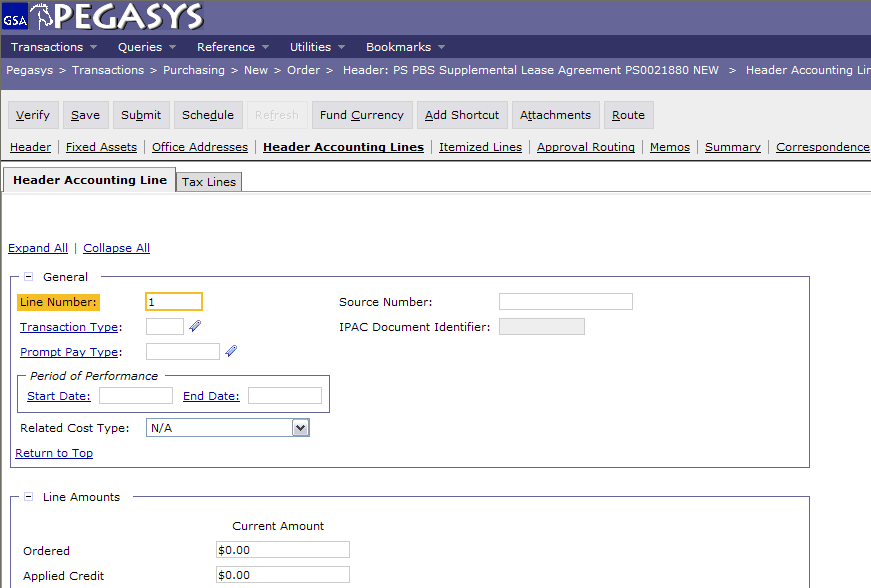 GSA PEGASYS
Transactions Queries Reference Utilities Bookmarks
Pegasys > Transactions > Purchasing > New > Order > Header: PS PBS Supplemental Lease Agreement PS0021880 NEW > Header Accounting Lin
Verify Save Submit Schedule Refresh Fund Currency Add Shortcut Attachments Route
Header | Fixed Assets | Office Addresses | Header Accounting Lines | Itemized Lines | Approval Routing | Memos | Summary | Correspondence
Header Accounting Line Tax Lines
Expand All | Collapse All
General
Line Number: 1 Source Number:
Transaction Type: IPAC Document Identifier:
Prompt Pay Type:
Period of Performance
Start Date: End Date:
Related Cost Type: N/A
Return to Top
Line Amounts
Current Amount
Ordered $0.00
Applied Credit $0.00